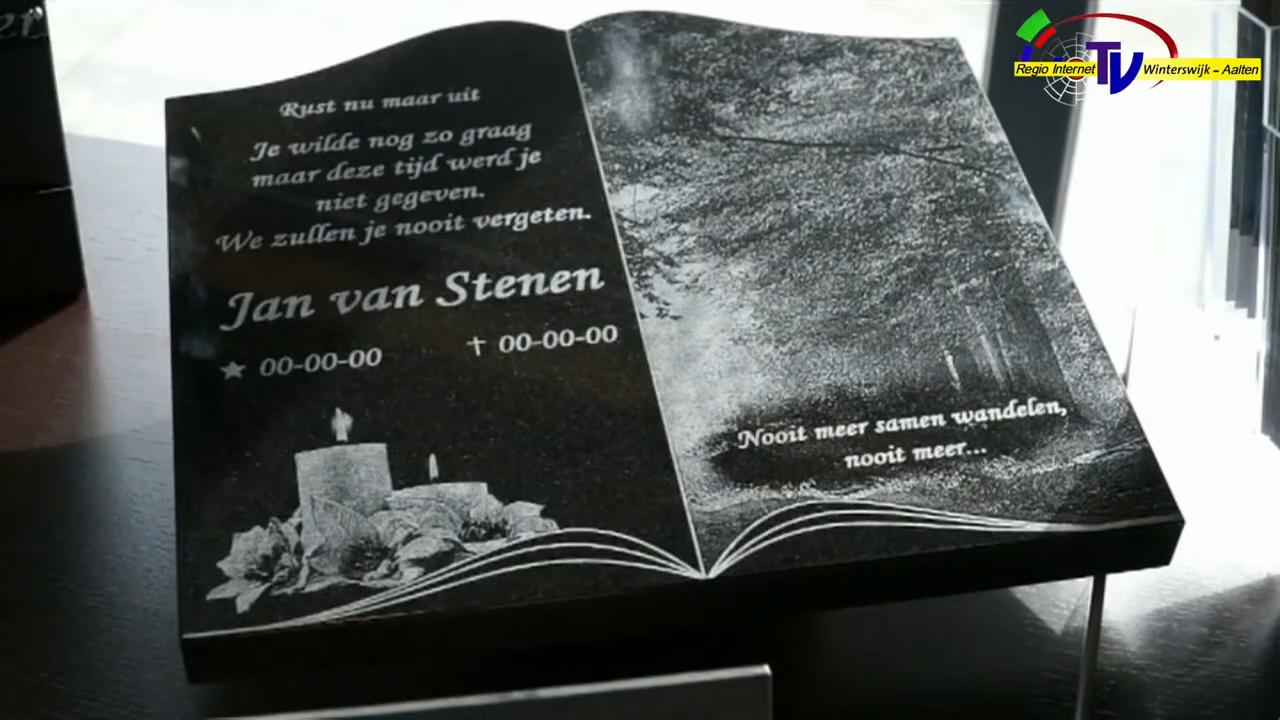 Rust nu maar uit
Je wilde nog zo graag
maar deze tijd werd je
niet gegeven.
We zullen je nooit vergeten.
Jan van Stenen
★ 00-00-00 † 00-00-00
Nooit meer samen wandelen,
nooit meer...
Regio Internet TV Winterswijk - Aalten